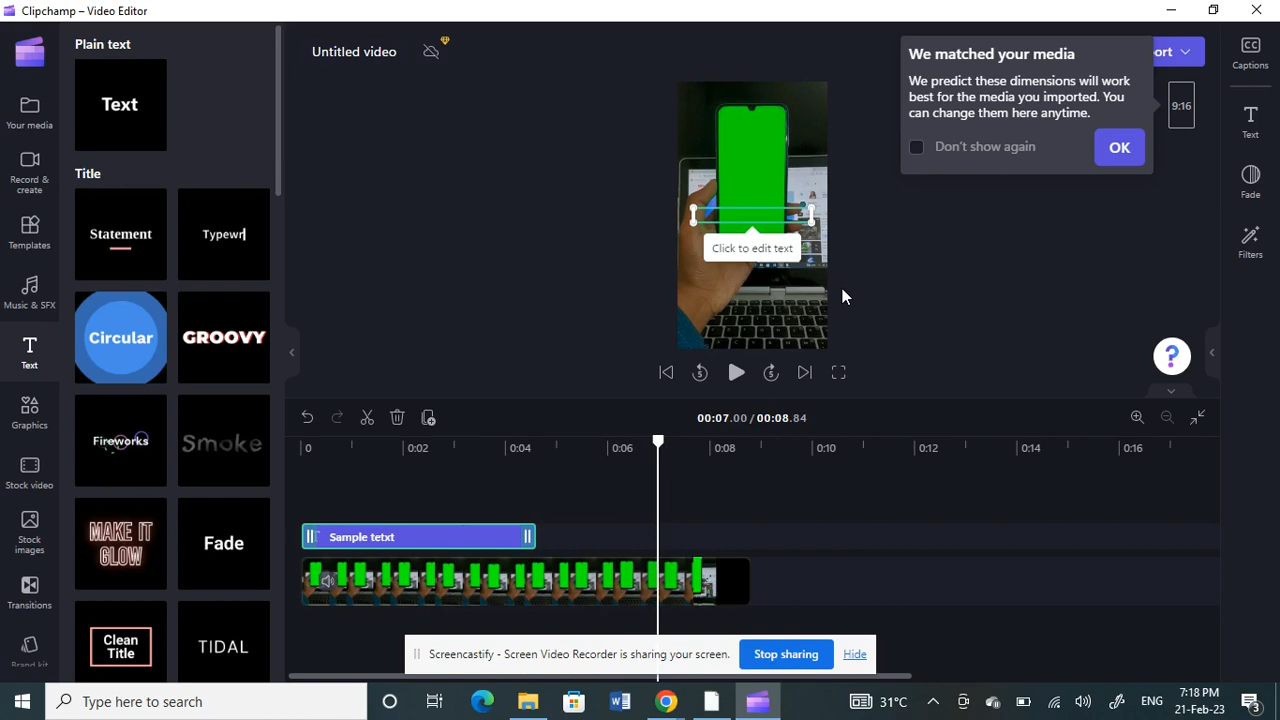 Clipchamp – Video Editor
Plain text
Text
Title
Statement
Typewr
Circular
GROOVY
Fireworks
Smoke
MAKE IT
GLOW
Fade
Clean
Title
TIDAL
Your media
Record &
create
Templates
Music & SFX
Text
Graphics
Stock video
Stock
images
Transitions
Brand kit
Untitled video
We matched your media
We predict these dimensions will work
best for the media you imported. You
can change them here anytime.
Don't show again
OK
ort
9:16
Captions
Text
Fade
Filters
Click to edit text
5
5
?
00:07.00 / 00:08.84
0
0:02
0:04
0:06
0:08
0:10
0:12
0:14
0:16
Sample tetxt
Screencastify - Screen Video Recorder is sharing your screen.
Stop sharing
Hide
Type here to search
31°C
ENG
7:18 PM
21-Feb-23
3